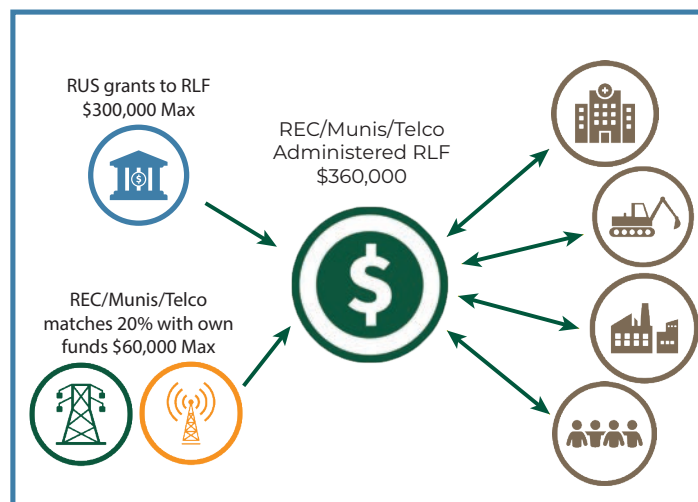 RUS grants to RLF
$300,000 Max
REC/Munis/Telco
Administered RLF
$360,000
$
$
REC/Munis/Telco
matches 20% with own
funds $60,000 Max